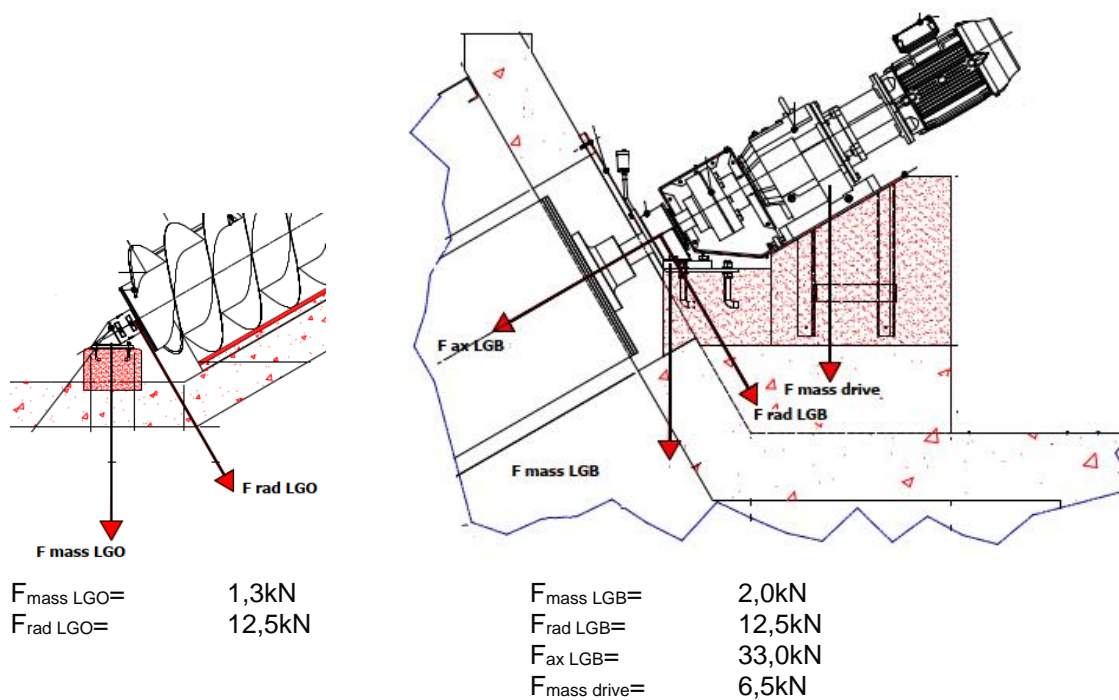 F ax LGB
F mass drive
F rad LGB
F rad LGO
F mass LGB
F mass LGO
Fmass LGO= 1,3kN
Frad LGO= 12,5kN
Fmass LGB= 2,0kN
Frad LGB= 12,5kN
Fax LGB= 33,0kN
Fmass drive= 6,5kN